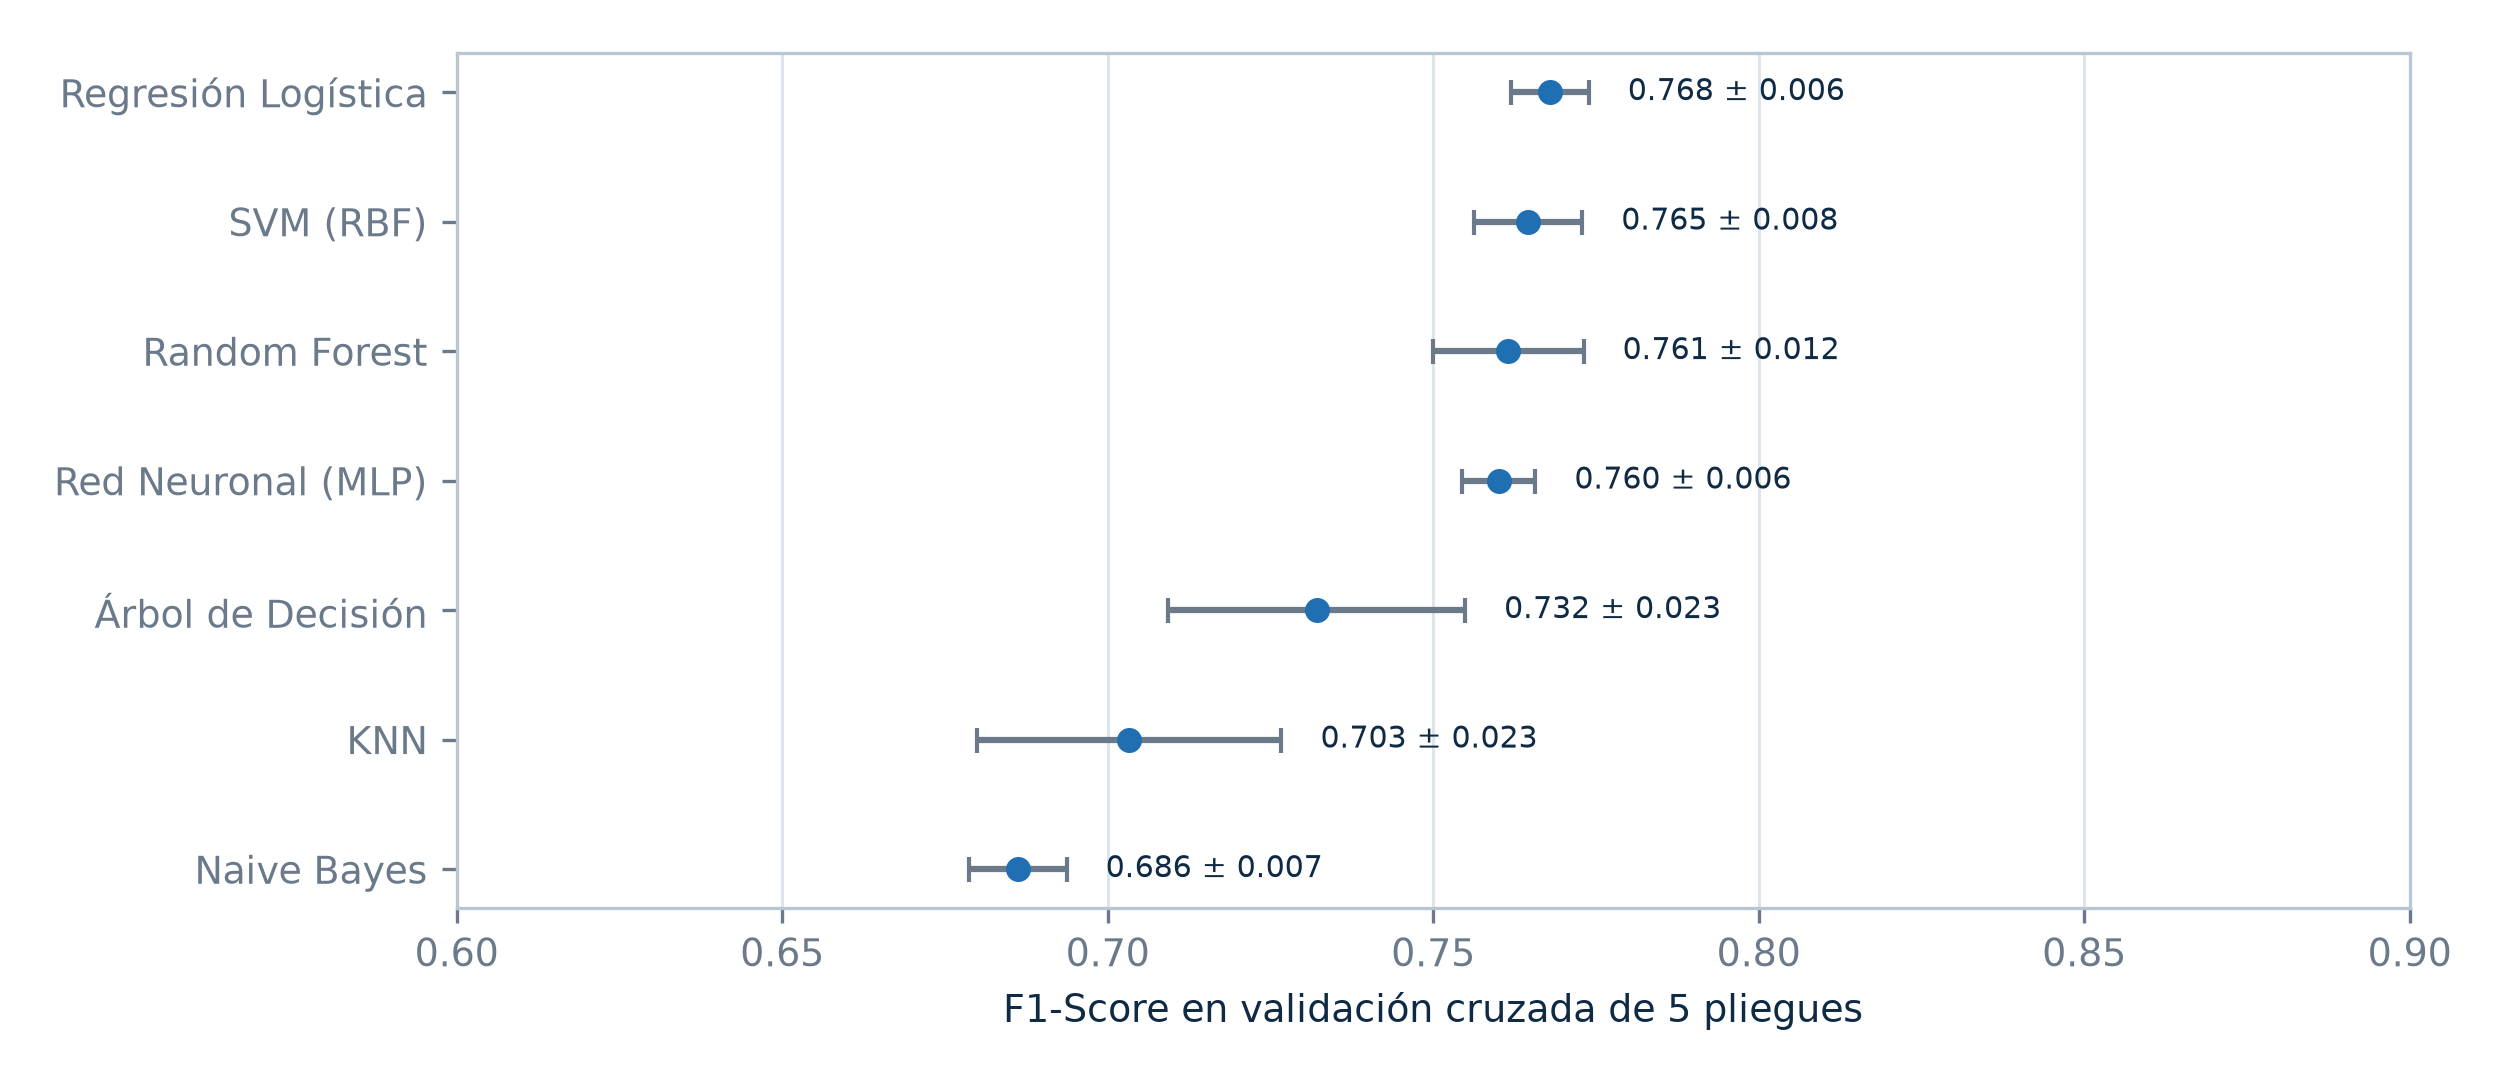 Regresión Logística 0.768 ± 0.006
SVM (RBF) 0.765 ± 0.008
Random Forest 0.761 ± 0.012
Red Neuronal (MLP) 0.760 ± 0.006
Árbol de Decisión 0.732 ± 0.023
KNN 0.703 ± 0.023
Naive Bayes 0.686 ± 0.007
0.60 0.65 0.70 0.75 0.80 0.85 0.90
F1-Score en validación cruzada de 5 pliegues